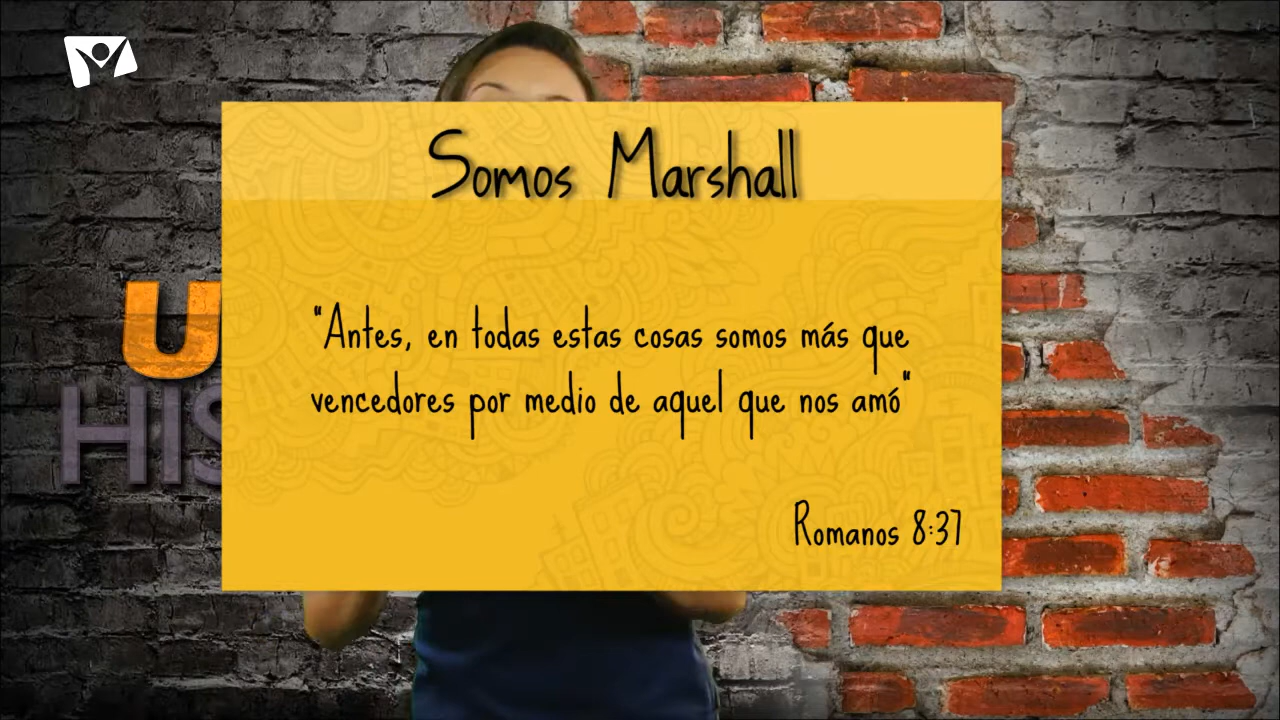 Somos Marshall
"Antes, en todas estas cosas somos más que
vencedores por medio de aquel que nos amó"
Romanos 8:37
U
HIS